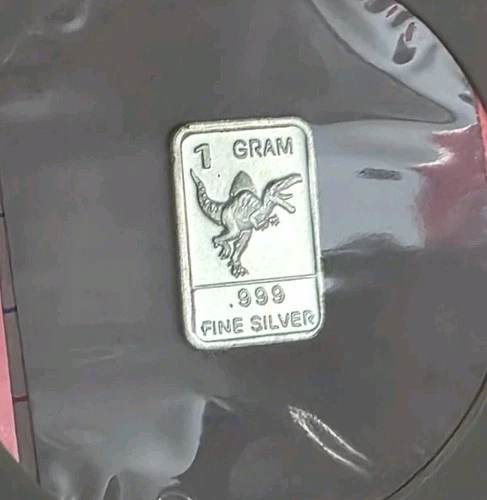 1 GRAM
.999
FINE SILVER